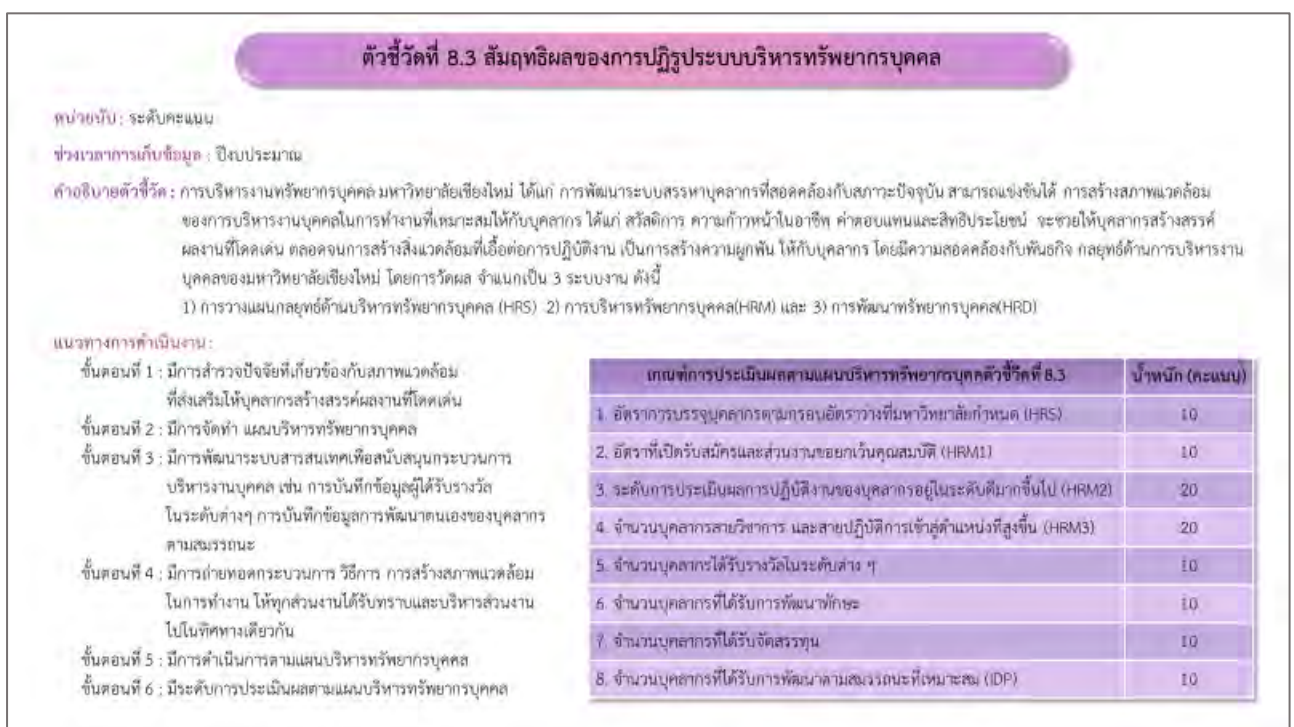 ตัวชี้วัดที่ 8.3 สัมฤทธิผลของการปฏิรูประบบบริหารทรัพยากรบุคคล
หน่วยนับ : ระดับคะแนน
ช่วงเวลาการเก็บข้อมูล : ปีงบประมาณ
คำอธิบายตัวชี้วัด : การบริหารงานทรัพยากรบุคคล มหาวิทยาลัยเชียงใหม่ ได้แก่ การพัฒนาระบบสรรหาบุคลากรที่สอดคล้องกับสภาวะปัจจุบัน สามารถแข่งขันได้ การสร้างสภาพแวดล้อม
ของการบริหารงานบุคคลในการทำงานที่เหมาะสมให้กับบุคลากร ได้แก่ สวัสดิการ ความก้าวหน้าในอาชีพ ค่าตอบแทนและสิทธิประโยชน์ จะช่วยให้บุคลากรสร้างสรรค์
ผลงานที่โดดเด่น ตลอดจนการสร้างสิ่งแวดล้อมที่เอื้อต่อการปฏิบัติงาน เป็นการสร้างความผูกพัน ให้กับบุคลากร โดยมีความสอดคล้องกับพันธกิจ กลยุทธ์ด้านการบริหารงาน
บุคคลของมหาวิทยาลัยเชียงใหม่ โดยการวัดผล จำแนกเป็น 3 ระบบงาน ดังนี้
1) การวางแผนกลยุทธ์ด้านบริหารทรัพยากรบุคคล (HRS) 2) การบริหารทรัพยากรบุคคล(HRM) และ 3) การพัฒนาทรัพยากรบุคคล(HRD)
แนวทางการดำเนินงาน :
ขั้นตอนที่ 1 : มีการสำรวจปัจจัยที่เกี่ยวข้องกับสภาพแวดล้อม
ที่ส่งเสริมให้บุคลากรสร้างสรรค์ผลงานที่โดดเด่น
ขั้นตอนที่ 2 : มีการจัดทำ แผนบริหารทรัพยากรบุคคล
ขั้นตอนที่ 3 : มีการพัฒนาระบบสารสนเทศเพื่อสนับสนุนกระบวนการ
บริหารงานบุคคล เช่น การบันทึกข้อมูลผู้ได้รับรางวัล
ในระดับต่างๆ การบันทึกข้อมูลการพัฒนาตนเองของบุคลากร
ตามสมรรถนะ
ขั้นตอนที่ 4 : มีการถ่ายทอดกระบวนการ วิธีการ การสร้างสภาพแวดล้อม
ในการทำงาน ให้ทุกส่วนงานได้รับทราบและบริหารส่วนงาน
ไปในทิศทางเดียวกัน
ขั้นตอนที่ 5 : มีการดำเนินการตามแผนบริหารทรัพยากรบุคคล
ขั้นตอนที่ 6 : มีระดับการประเมินผลตามแผนบริหารทรัพยากรบุคคล
เกณฑ์การประเมินผลตามแผนบริหารทรัพยากรบุคคลตัวชี้วัดที่ 8.3 น้ำหนัก (คะแนน)
1. อัตราการบรรจุบุคลากรตามกรอบอัตราว่างที่มหาวิทยาลัยกำหนด (HRS) 10
2. อัตราที่เปิดรับสมัครและส่วนงานขอยกเว้นคุณสมบัติ (HRM1) 10
3. ระดับการประเมินผลการปฏิบัติงานของบุคลากรอยู่ในระดับดีมากขึ้นไป (HRM2) 20
4. จำนวนบุคลากรสายวิชาการ และสายปฏิบัติการเข้าสู่ตำแหน่งที่สูงขึ้น (HRM3) 20
5. จำนวนบุคลากรได้รับรางวัลในระดับต่าง ๆ 10
6. จำนวนบุคลากรที่ได้รับการพัฒนาทักษะ 10
7. จำนวนบุคลากรที่ได้รับจัดสรรทุน 10
8. จำนวนบุคลากรที่ได้รับการพัฒนาตามสมรรถนะที่เหมาะสม (IDP) 10